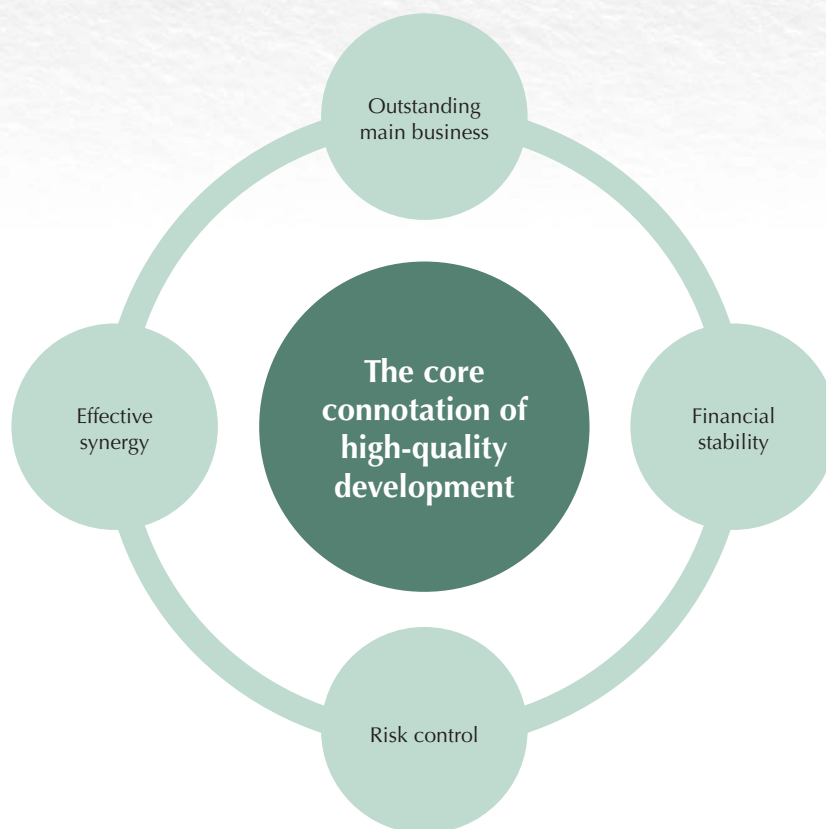 Outstanding
main business
The core
connotation of
high-quality
development
Effective
synergy
Financial
stability
Risk control